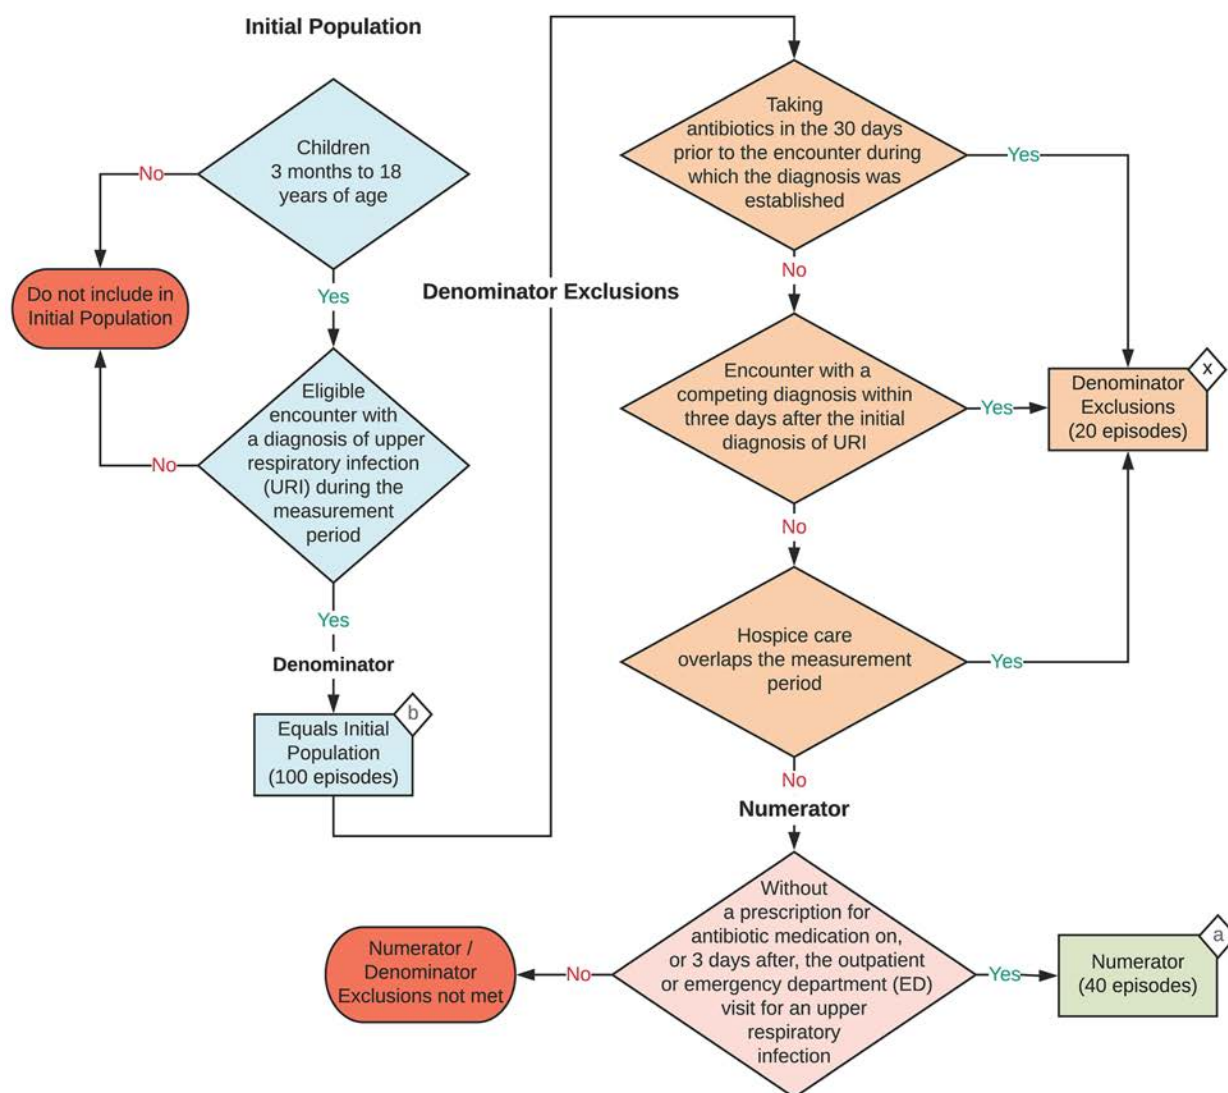 Initial Population
Children
3 months to 18
years of age
No
Do not include in
Initial Population
Yes
Eligible
encounter with
a diagnosis of upper
respiratory infection
(URI) during the
measurement
period
No
Yes
Denominator
b
Equals Initial
Population
(100 episodes)
Denominator Exclusions
Taking
antibiotics in the 30 days
prior to the encounter during
which the diagnosis was
established
Yes
No
Encounter with a
competing diagnosis within
three days after the initial
diagnosis of URI
Yes
x
Denominator
Exclusions
(20 episodes)
No
Hospice care
overlaps the measurement
period
Yes
No
Numerator
Without
a prescription for
antibiotic medication on,
or 3 days after, the outpatient
or emergency department (ED)
visit for an upper
respiratory
infection
No
Numerator /
Denominator
Exclusions not met
Yes
a
Numerator
(40 episodes)